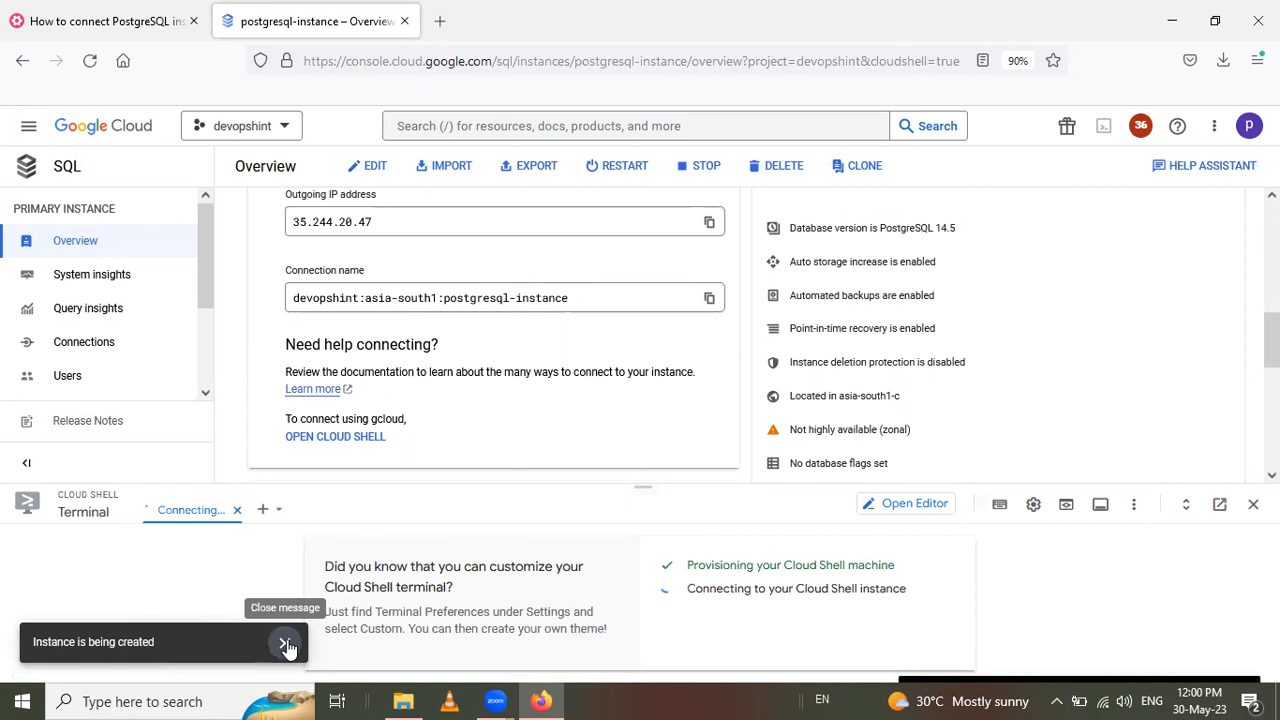 How to connect PostgreSQL ins
postgresql-instance – Overview
https://console.cloud.google.com/sql/instances/postgresql-instance/overview?project=devopshint&cloudshell=true
90%
Google Cloud
devopshint
Search (/) for resources, docs, products, and more
Search
36
p
SQL
Overview
EDIT
IMPORT
EXPORT
RESTART
STOP
DELETE
CLONE
HELP ASSISTANT
PRIMARY INSTANCE
Overview
System insights
Query insights
Connections
Users
Release Notes
Outgoing IP address
35.244.20.47
Connection name
devopshint:asia-south1:postgresql-instance
Need help connecting?
Review the documentation to learn about the many ways to connect to your instance.
Learn more
To connect using gcloud,
OPEN CLOUD SHELL
Database version is PostgreSQL 14.5
Auto storage increase is enabled
Automated backups are enabled
Point-in-time recovery is enabled
Instance deletion protection is disabled
Located in asia-south1-c
Not highly available (zonal)
No database flags set
CLOUD SHELL
Terminal
Connecting...
Open Editor
Did you know that you can customize your
Cloud Shell terminal?
Just find Terminal Preferences under Settings and
select Custom. You can then create your own theme!
Provisioning your Cloud Shell machine
Connecting to your Cloud Shell instance
Close message
Instance is being created
Type here to search
zoom
EN
30°C Mostly sunny
ENG
12:00 PM
30-May-23
2